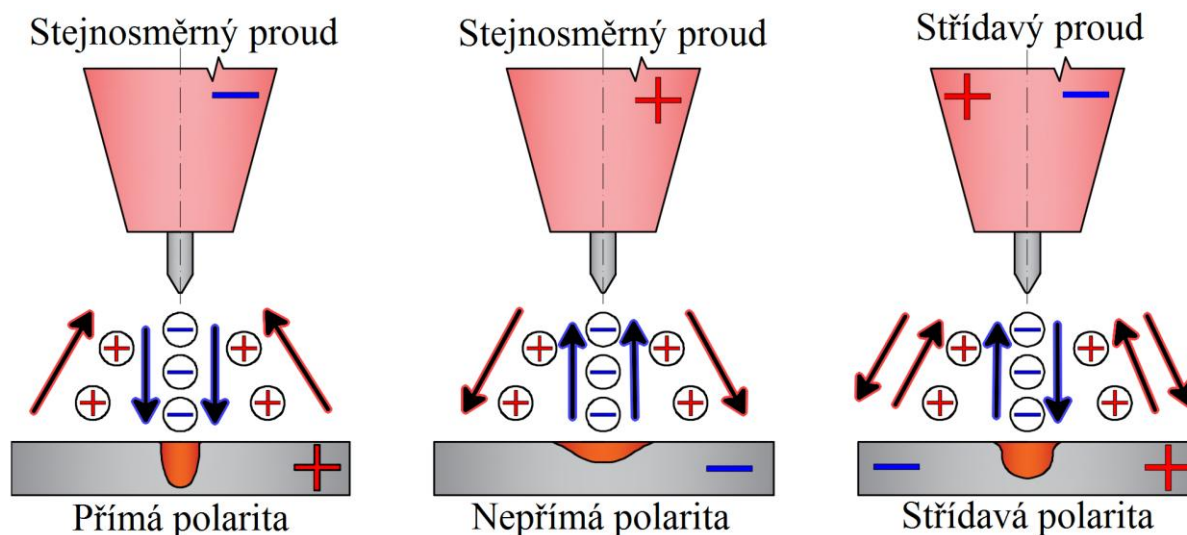 Stejnosměrný proud
Stejnosměrný proud
Střídavý proud
Přímá polarita
Nepřímá polarita
Střídavá polarita